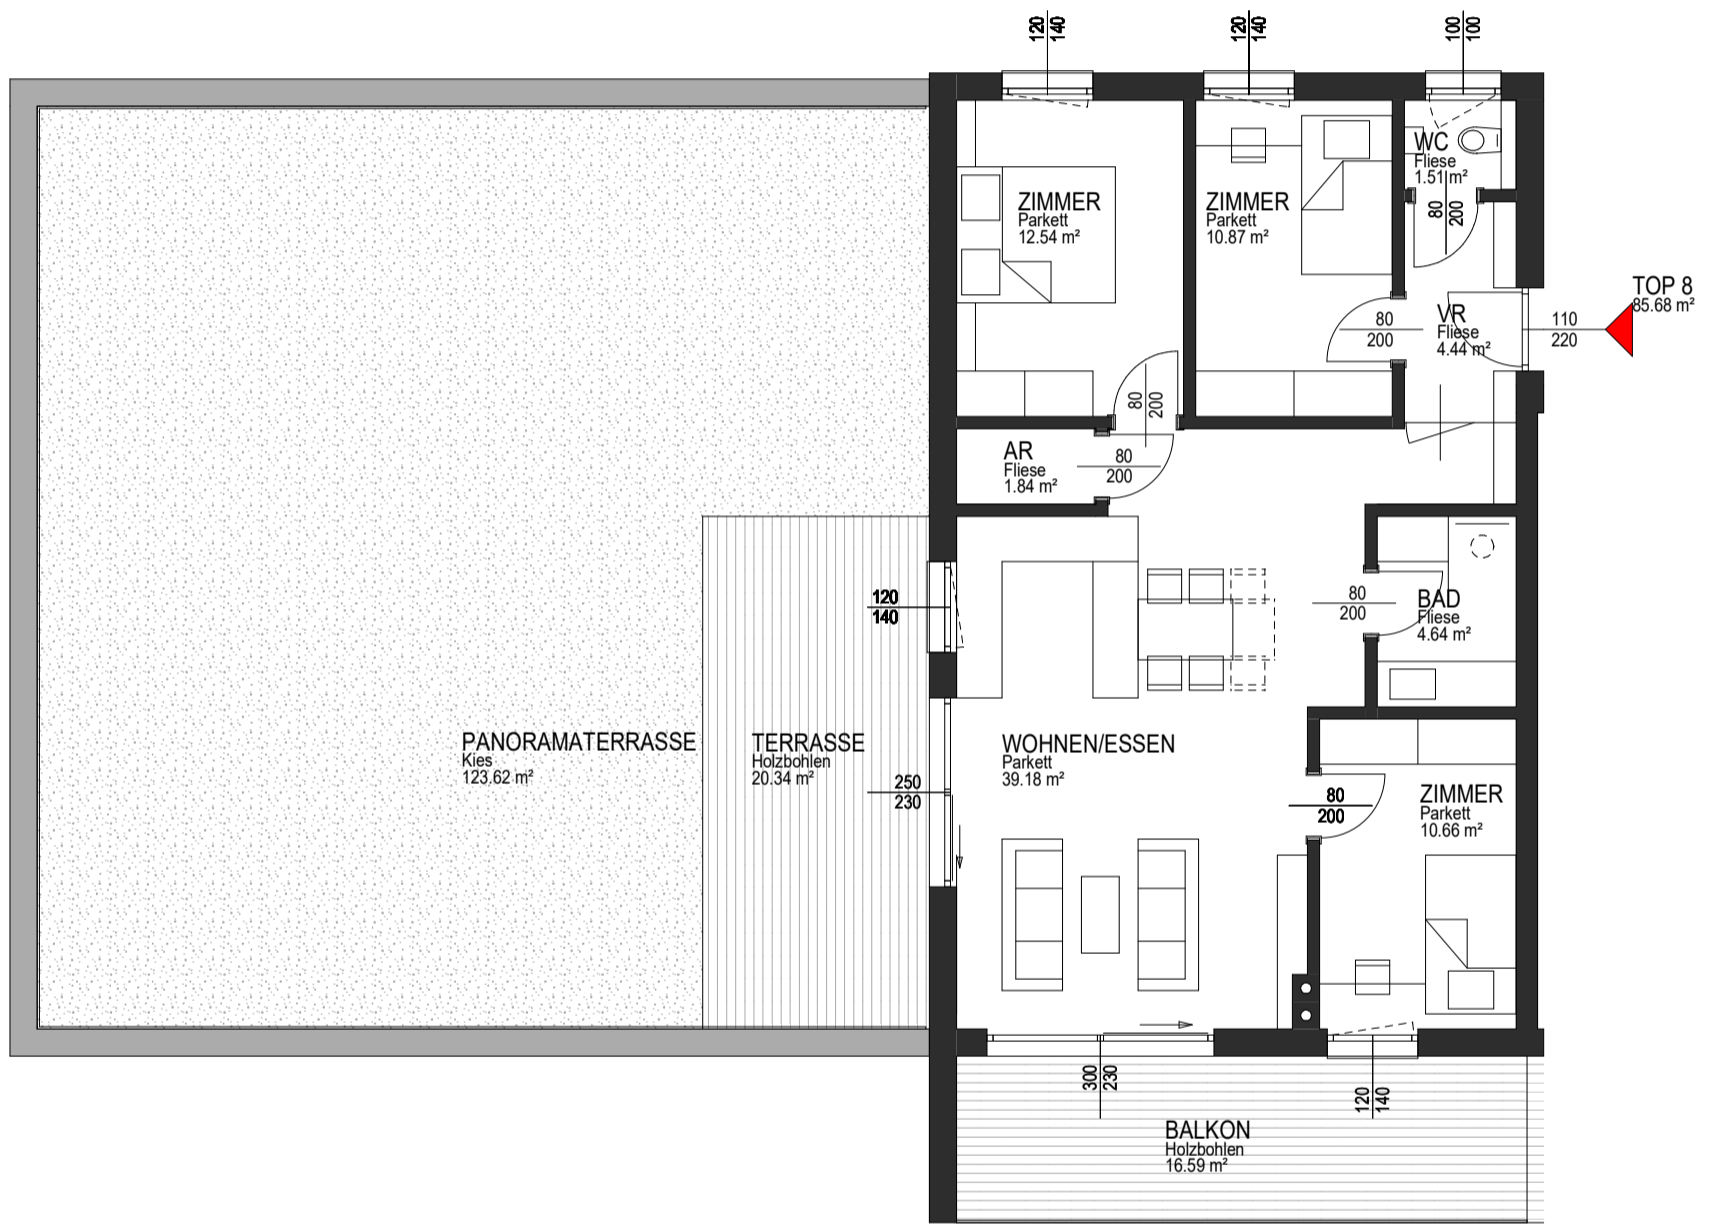 120
140
120
140
100
100
WC
Fliese
1.51 m²
80
200
ZIMMER
Parkett
12.54 m²
ZIMMER
Parkett
10.87 m²
TOP 8
85.68 m²
VR
Fliese
4.44 m²
110
220
80
200
80
200
AR
Fliese
1.84 m²
80
200
120
140
80
200
BAD
Fliese
4.64 m²
PANORAMATERRASSE
Kies
123.62 m²
TERRASSE
Holzbohlen
20.34 m²
250
230
WOHNEN/ESSEN
Parkett
39.18 m²
80
200
ZIMMER
Parkett
10.66 m²
300
230
120
140
BALKON
Holzbohlen
16.59 m²